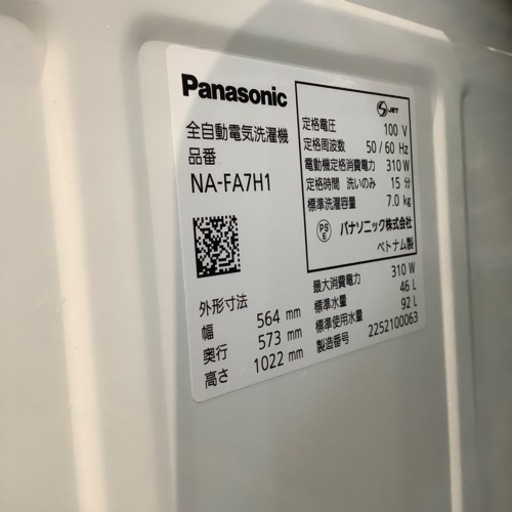 Panasonic
全自動電気洗濯機
品番
NA-FA7H1
外形寸法
幅 564 mm
奥行 573 mm
高さ 1022 mm
S JET
定格電圧 100 V
定格周波数 50/60 Hz
電動機定格消費電力 310 W
定格時間 洗いのみ 15 分
標準洗濯容量 7.0 kg
PS E パナソニック株式会社
ベトナム製
最大消費電力 310 W
標準水量 46 L
標準使用水量 92 L
製造番号 2252100063